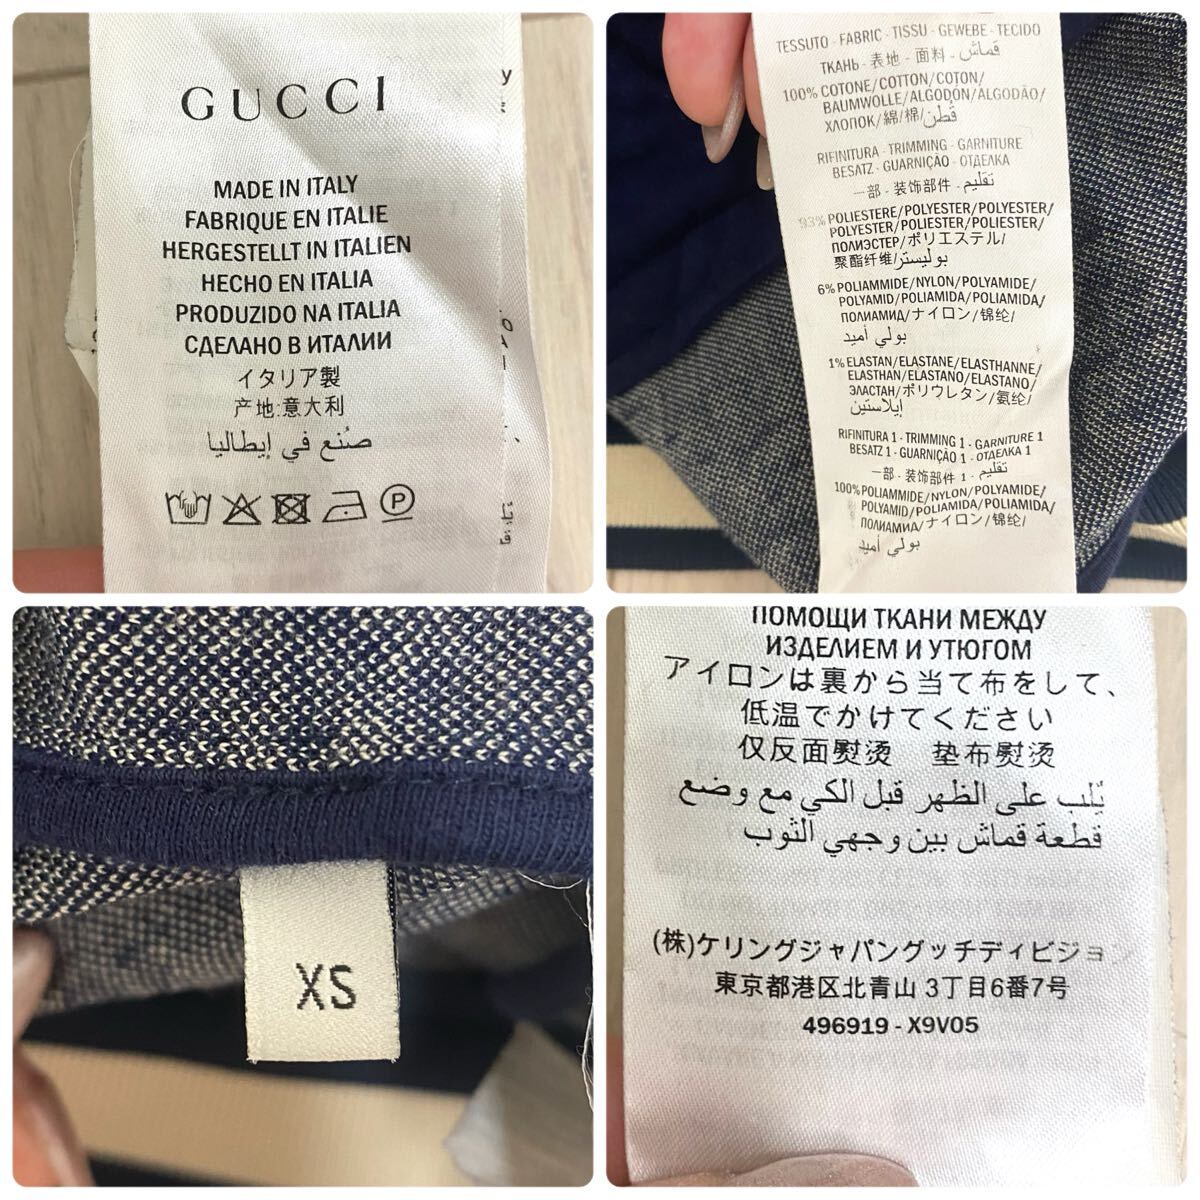 GUCCI
MADE IN ITALY
FABRIQUE EN ITALIE
HERGESTELLT IN ITALIEN
HECHO EN ITALIA
PRODUZIDO NA ITALIA
СДЕЛАНО В ИТАЛИИ
イタリア製
产地:意大利
صُنع في إيطاليا
P
TESSUTO - FABRIC - TISSU - GEWEBE - TECIDO
ТКАНЬ - 表地 - 面料 - قماش
100% COTONE/COTTON/COTON/
BAUMWOLLE/ALGODÓN/ALGODÃO/
ХЛОПОК/綿/棉/قطن
RIFINITURA - TRIMMING - GARNITURE
BESATZ - GUARNIÇÃO - ОТДЕЛКА
一部 - 装饰部件 - تقليم
93% POLIESTERE/POLYESTER/POLYESTER/
POLYESTER/POLIESTER/POLIESTER/
ПОЛИЭСТЕР/ポリエステル/
聚酯纤维/بوليستر
6% POLIAMMIDE/NYLON/POLYAMIDE/
POLYAMID/POLIAMIDA/POLIAMIDA/
ПОЛИАМИД/ナイロン/锦纶/
بولي أميد
1% ELASTAN/ELASTANE/ELASTHANNE/
ELASTHAN/ELASTANO/ELASTANO/
ЭЛАСТАН/ポリウレタン/氨纶/
إيلاستين
RIFINITURA 1 - TRIMMING 1 - GARNITURE 1
BESATZ 1 - GUARNIÇÃO 1 - ОТДЕЛКА 1
一部 - 装饰部件 1 - تقليم
100% POLIAMMIDE/NYLON/POLYAMIDE/
POLYAMID/POLIAMIDA/POLIAMIDA/
ПОЛИАМИД/ナイロン/锦纶/
بولي أميد
XS
ПОМОЩИ ТКАНИ МЕЖДУ
ИЗДЕЛИЕМ И УТЮГОМ
アイロンは裏から当て布をして、
低温でかけてください
仅反面熨烫 垫布熨烫
يُلب على الظهر قبل الكي مع وضع
قطعة قماش بين وجهي الثوب
(株)ケリングジャパングッチディビジョ
東京都港区北青山 3丁目6番7号
496919 - X9V05